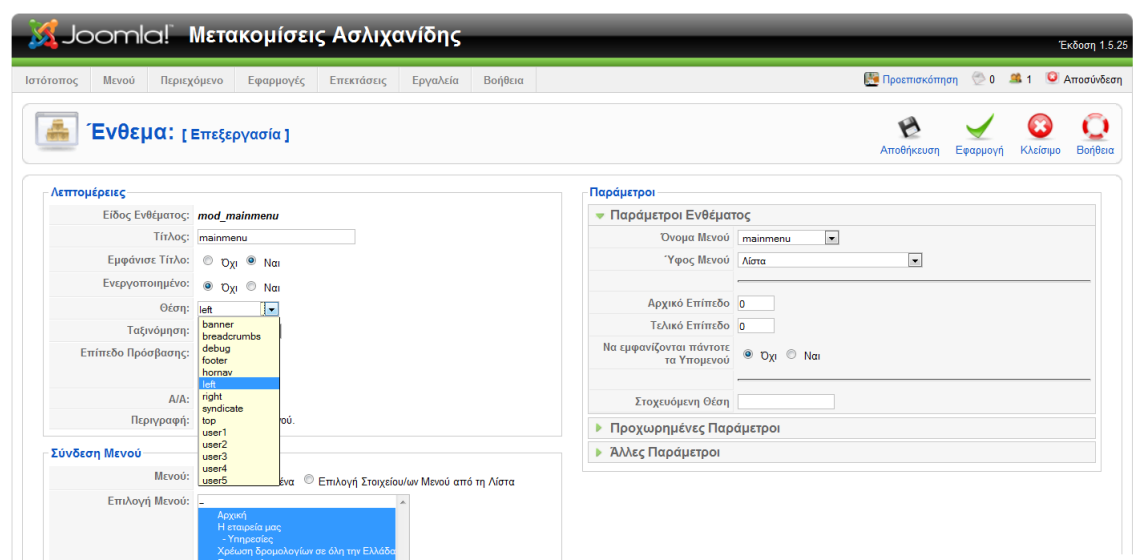 Joomla! Μετακομίσεις Ασλιχανίδης
Έκδοση 1.5.25
Ιστότοπος Μενού Περιεχόμενο Εφαρμογές Επεκτάσεις Εργαλεία Βοήθεια Προεπισκόπηση 0 1 Αποσύνδεση
Ένθεμα: [ Επεξεργασία ]
Αποθήκευση Εφαρμογή Κλείσιμο Βοήθεια
Λεπτομέρειες
Είδος Ενθέματος: mod_mainmenu
Τίτλος: mainmenu
Εμφάνισε Τίτλο: Όχι Ναι
Ενεργοποιημένο: Όχι Ναι
Θέση: left
banner
breadcrumbs
debug
footer
hornav
left
right
syndicate
top
user1
user2
user3
user4
user5
Ταξινόμηση:
Επίπεδο Πρόσβασης:
Α/Α:
Περιγραφή:
Σύνδεση Μενού
Μενού: Επιλογή Στοιχείου/ων Μενού από τη Λίστα
Επιλογή Μενού: –
Αρχική
Η εταιρεία μας
- Υπηρεσίες
Χρέωση δρομολογίων σε όλη την Ελλάδα
Παράμετροι
Παράμετροι Ενθέματος
Όνομα Μενού mainmenu
Ύφος Μενού Λίστα
Αρχικό Επίπεδο 0
Τελικό Επίπεδο 0
Να εμφανίζονται πάντοτε
τα Υπομενού Όχι Ναι
Στοχευόμενη Θέση
Προχωρημένες Παράμετροι
Άλλες Παράμετροι